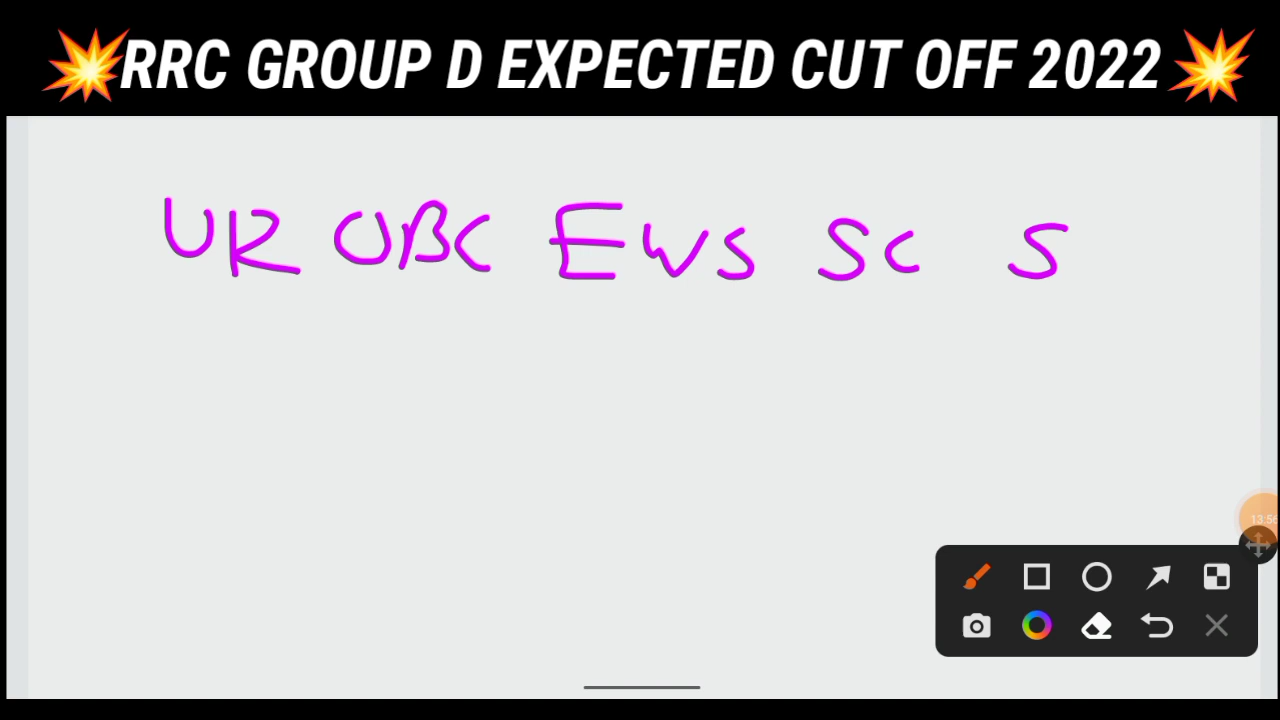 💥RRC GROUP D EXPECTED CUT OFF 2022💥
UR OBC EWS SC S